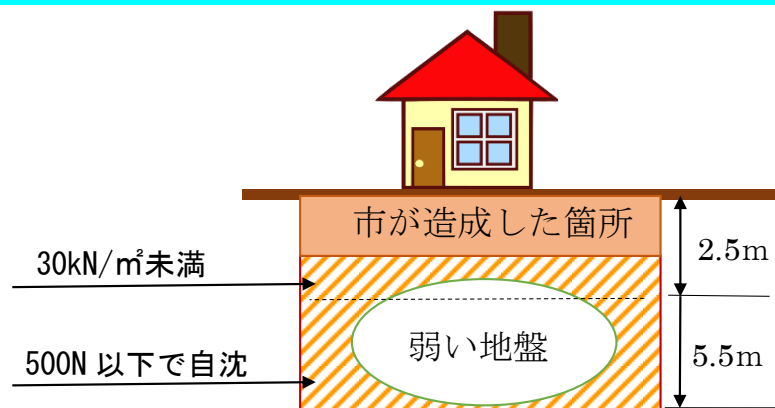 市が造成した箇所
2.5m
30kN/㎡未満
弱い地盤
500N 以下で自沈
5.5m